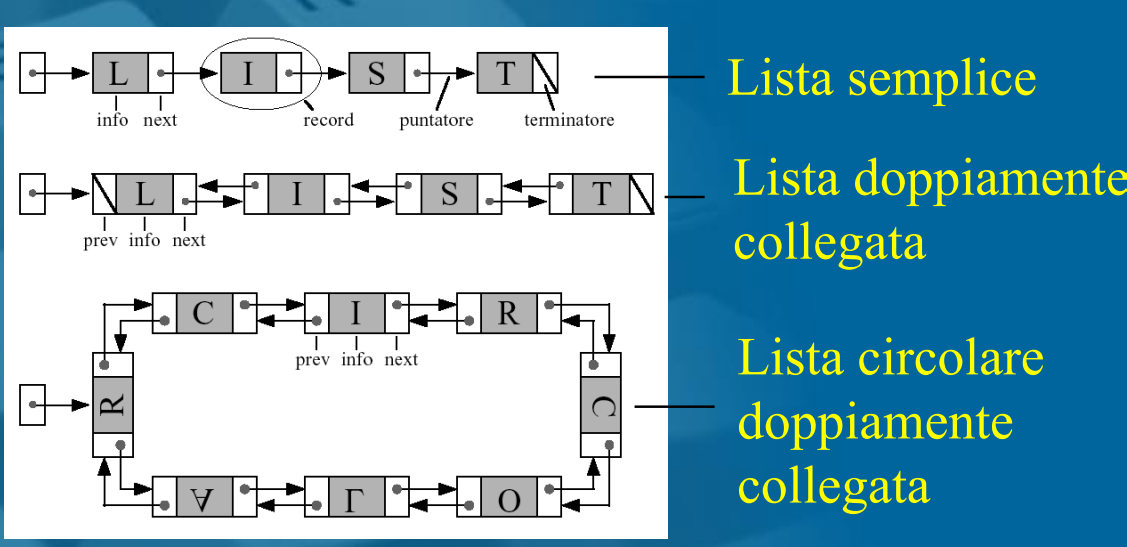 L I S T
info next record puntatore terminatore
Lista semplice
L I S T
prev info next
Lista doppiamente
collegata
C I R
prev info next
R C
A L O
Lista circolare
doppiamente
collegata